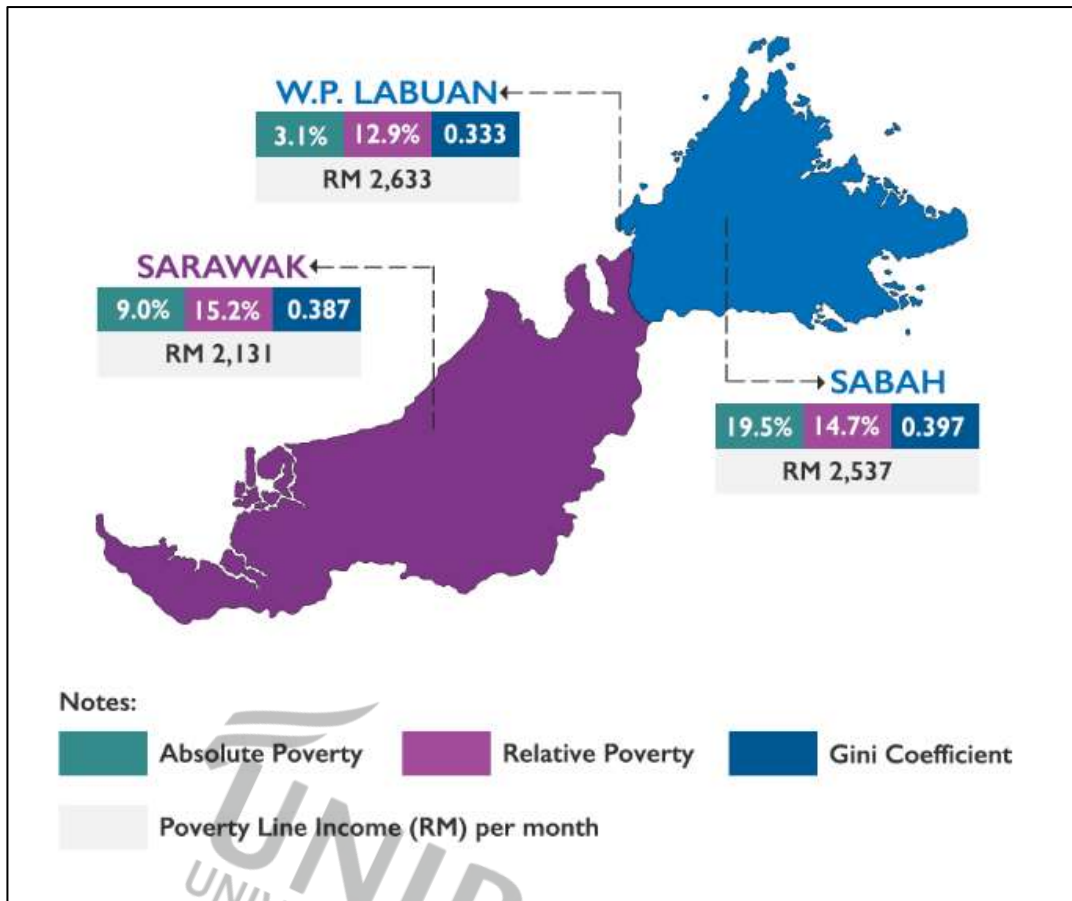 W.P. LABUAN
3.1% 12.9% 0.333
RM 2,633
SARAWAK
9.0% 15.2% 0.387
RM 2,131
SABAH
19.5% 14.7% 0.397
RM 2,537
Notes:
Absolute Poverty Relative Poverty Gini Coefficient
Poverty Line Income (RM) per month